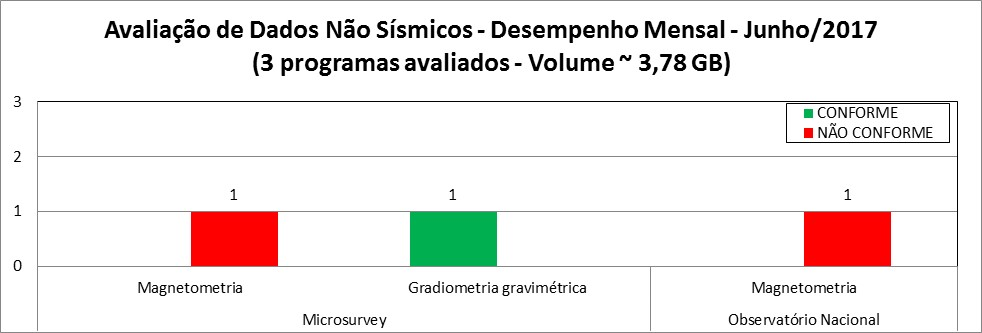 Avaliação de Dados Não Sísmicos - Desempenho Mensal - Junho/2017
(3 programas avaliados - Volume ~ 3,78 GB)
3
CONFORME
NÃO CONFORME
2
1
1
1
1
0
Magnetometria
Gradiometria gravimétrica
Magnetometria
Microsurvey
Observatório Nacional